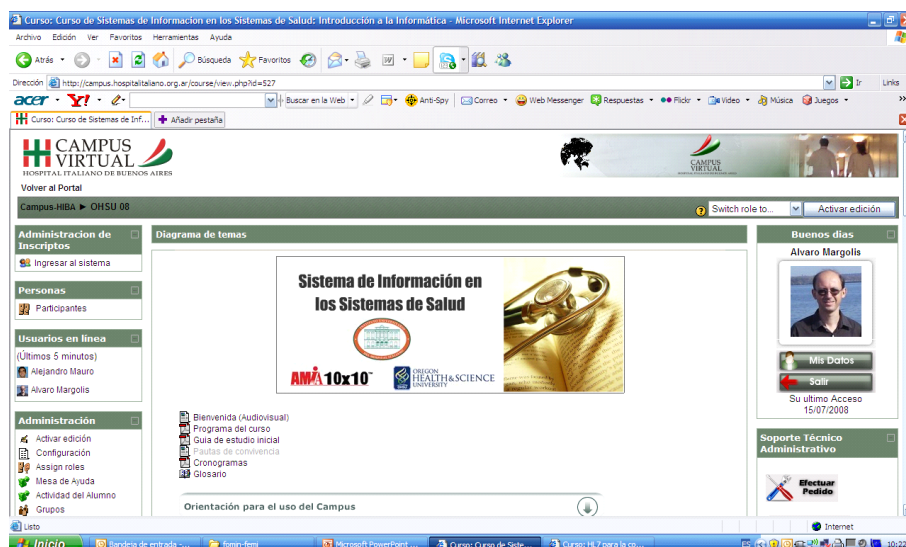 Curso: Curso de Sistemas de Informacion en los Sistemas de Salud: Introducción a la Informática - Microsoft Internet Explorer
Archivo Edición Ver Favoritos Herramientas Ayuda
Atrás Búsqueda Favoritos
Dirección http://campus.hospitalitaliano.org.ar/course/view.php?id=527 Ir Links
acer Y! Buscar en la Web Anti-Spy Correo Web Messenger Respuestas Flickr Video Música Juegos »
Curso: Curso de Sistemas de Inf... Añadir pestaña
CAMPUS
VIRTUAL
HOSPITAL ITALIANO DE BUENOS AIRES
CAMPUS
VIRTUAL
Volver al Portal
Campus-HIBA ► OHSU 08 Switch role to... Activar edición
Administracion de
Inscriptos
Ingresar al sistema
Personas
Participantes
Usuarios en línea
(Últimos 5 minutos)
Alejandro Mauro
Alvaro Margolis
Administración
Activar edición
Configuración
Assign roles
Mesa de Ayuda
Actividad del Alumno
Grupos
Diagrama de temas
Sistema de Información en
los Sistemas de Salud
AMIA 10x10™
OREGON
HEALTH & SCIENCE
UNIVERSITY
Bienvenida (Audiovisual)
Programa del curso
Guia de estudio inicial
Pautas de convivencia
Cronogramas
Glosario
Orientación para el uso del Campus
Buenos dias
Alvaro Margolis
Mis Datos
Salir
Su ultimo Acceso
15/07/2008
Soporte Técnico
Administrativo
Efectuar
Pedido
Listo Internet
Inicio Bandeja de entrada -... fomin-femi Microsoft PowerPoint ... Curso: Curso de Siste... Curso: HL7 para la co... 10:22